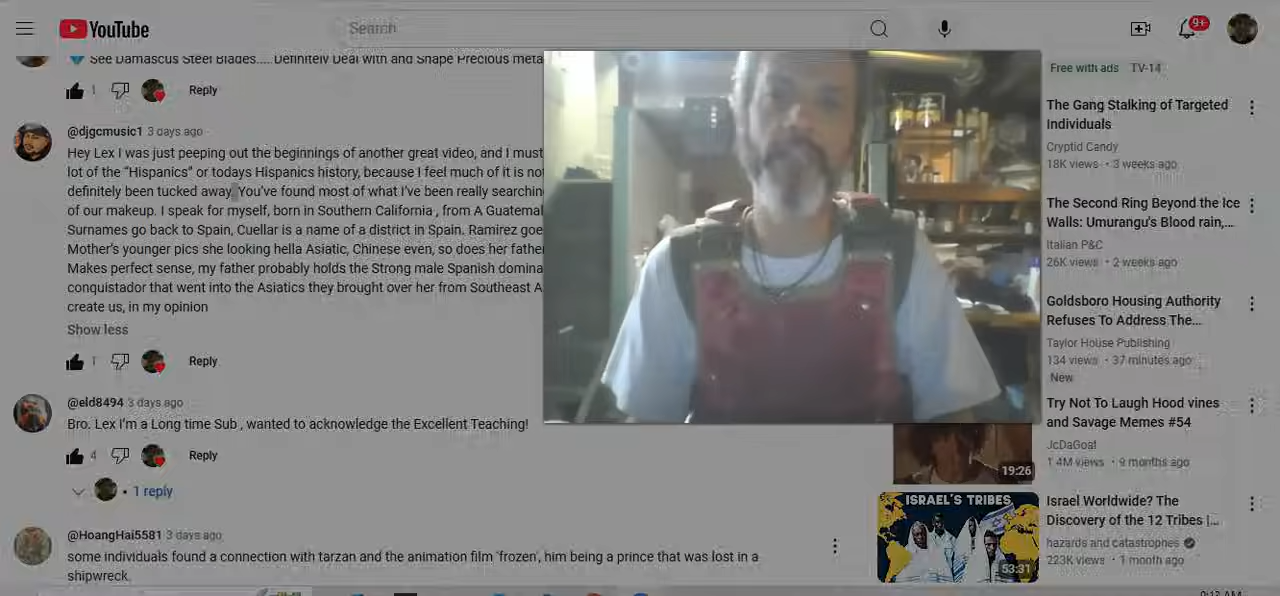 YouTube
Search
9+
See Damascus Steel Blades..... Definitely Deal with and Shape Precious meta
1
Reply
@djgcmusic1 3 days ago
Hey Lex I was just peeping out the beginnings of another great video, and I must
lot of the “Hispanics” or todays Hispanics history, because I feel much of it is no
definitely been tucked away. You’ve found most of what I’ve been really searchin
of our makeup. I speak for myself, born in Southern California , from A Guatemal
Surnames go back to Spain, Cuellar is a name of a district in Spain. Ramirez goe
Mother’s younger pics she looking hella Asiatic, Chinese even, so does her father
Makes perfect sense, my father probably holds the Strong male Spanish domina
conquistador that went into the Asiatics they brought over her from Southeast A
create us, in my opinion
Show less
1
Reply
@eld8494 3 days ago
Bro. Lex I’m a Long time Sub , wanted to acknowledge the Excellent Teaching!
4
Reply
1 reply
@HoangHai5581 3 days ago
some individuals found a connection with tarzan and the animation film 'frozen', him being a prince that was lost in a
shipwreck.
Free with ads TV-14
The Gang Stalking of Targeted
Individuals
Cryptid Candy
18K views • 3 weeks ago
The Second Ring Beyond the Ice
Walls: Umurangu's Blood rain,...
Italian P&C
26K views • 2 weeks ago
Goldsboro Housing Authority
Refuses To Address The...
Taylor House Publishing
134 views • 37 minutes ago
New
19:26
Try Not To Laugh Hood vines
and Savage Memes #54
JcDaGoat
1.4M views • 9 months ago
ISRAEL'S TRIBES
53:31
Israel Worldwide? The
Discovery of the 12 Tribes |...
hazards and catastrophes
223K views • 1 month ago